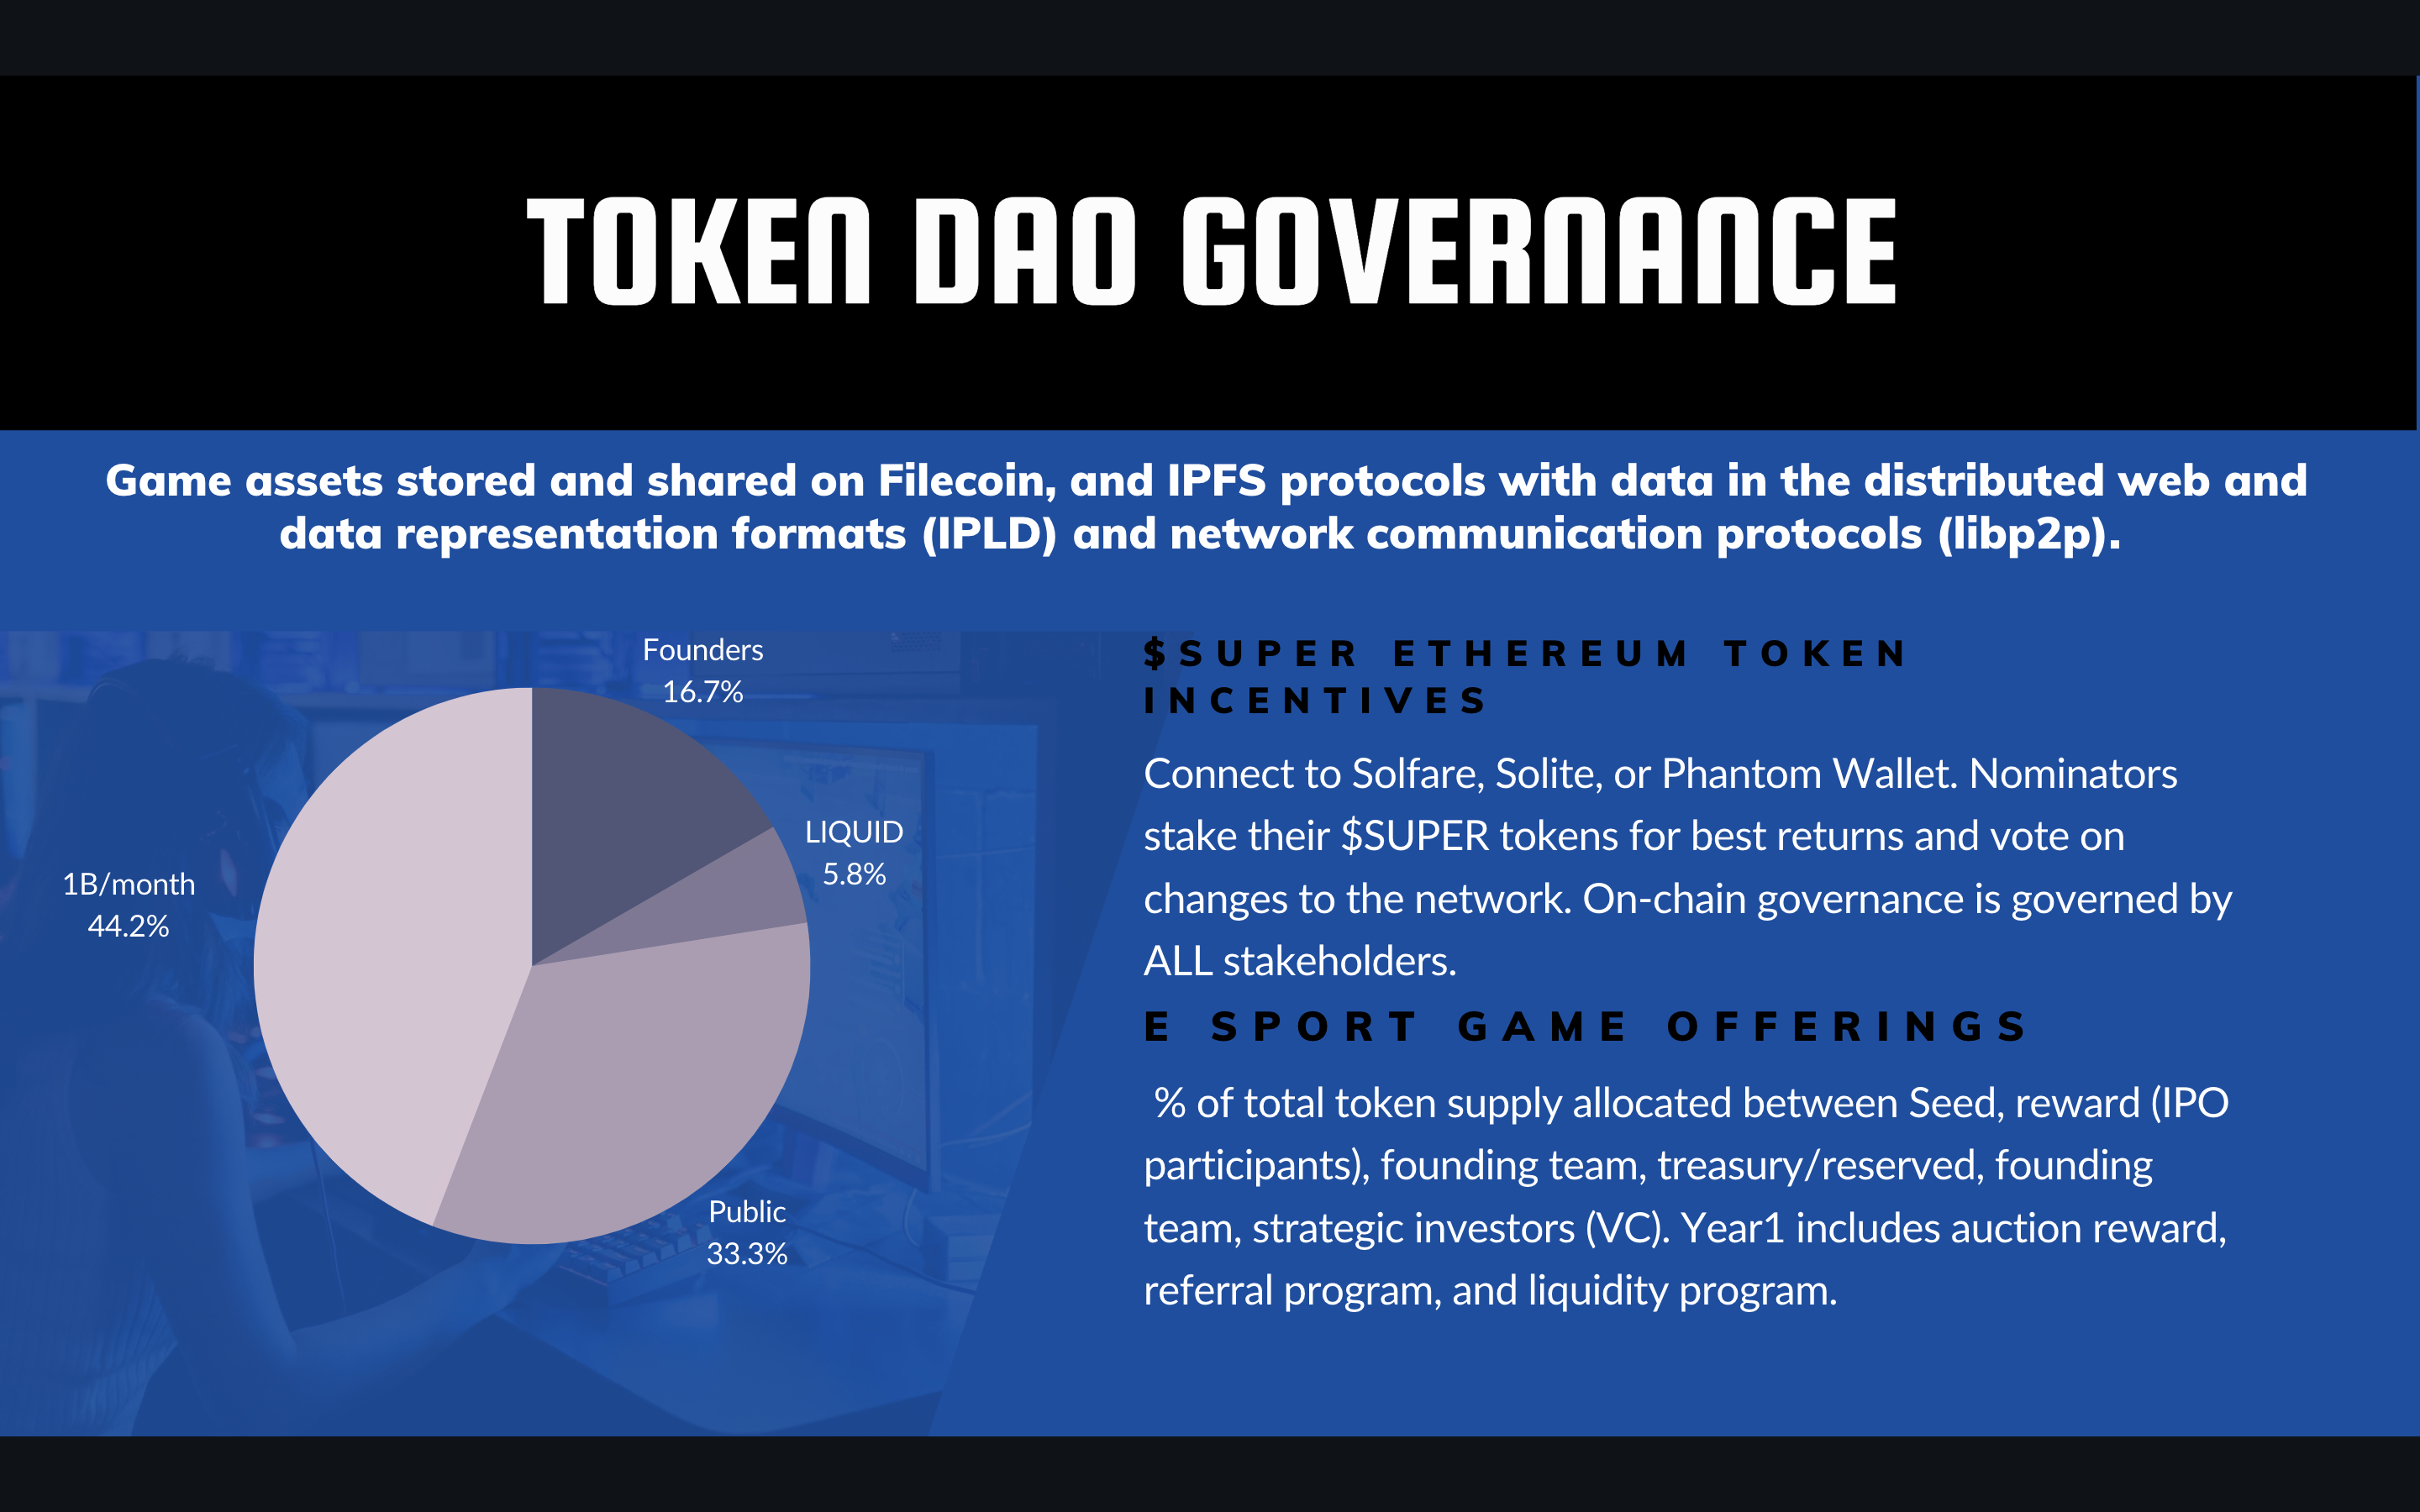 TOKEN DAO GOVERNANCE
Game assets stored and shared on Filecoin, and IPFS protocols with data in the distributed web and
data representation formats (IPLD) and network communication protocols (libp2p).
Founders
16.7%
LIQUID
5.8%
1B/month
44.2%
Public
33.3%
$SUPER ETHEREUM TOKEN
INCENTIVES
Connect to Solfare, Solite, or Phantom Wallet. Nominators
stake their $SUPER tokens for best returns and vote on
changes to the network. On-chain governance is governed by
ALL stakeholders.
E SPORT GAME OFFERINGS
% of total token supply allocated between Seed, reward (IPO
participants), founding team, treasury/reserved, founding
team, strategic investors (VC). Year1 includes auction reward,
referral program, and liquidity program.